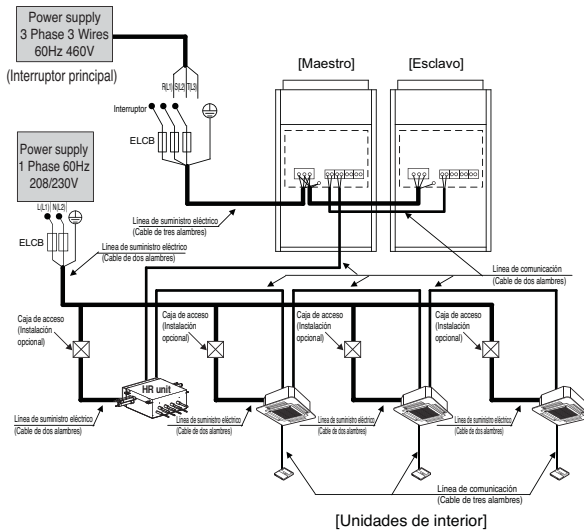 Power supply
3 Phase 3 Wires
60Hz 460V
(Interruptor principal)
R(L1) S(L2) T(L3)
Interruptor
ELCB
[Maestro]
[Esclavo]
Power supply
1 Phase 60Hz
208/230V
L(L1) N(L2)
ELCB
Línea de suministro eléctrico
(Cable de tres alambres)
Línea de suministro eléctrico
(Cable de dos alambres)
Línea de comunicación
(Cable de dos alambres)
Caja de acceso
(Instalación
opcional)
Caja de acceso
(Instalación
opcional)
Caja de acceso
(Instalación
opcional)
Caja de acceso
(Instalación
opcional)
HR unit
Línea de suministro eléctrico
(Cable de dos alambres)
Línea de suministro eléctrico
(Cable de dos alambres)
Línea de suministro eléctrico
(Cable de dos alambres)
Línea de suministro eléctrico
(Cable de dos alambres)
Línea de comunicación
(Cable de tres alambres)
[Unidades de interior]